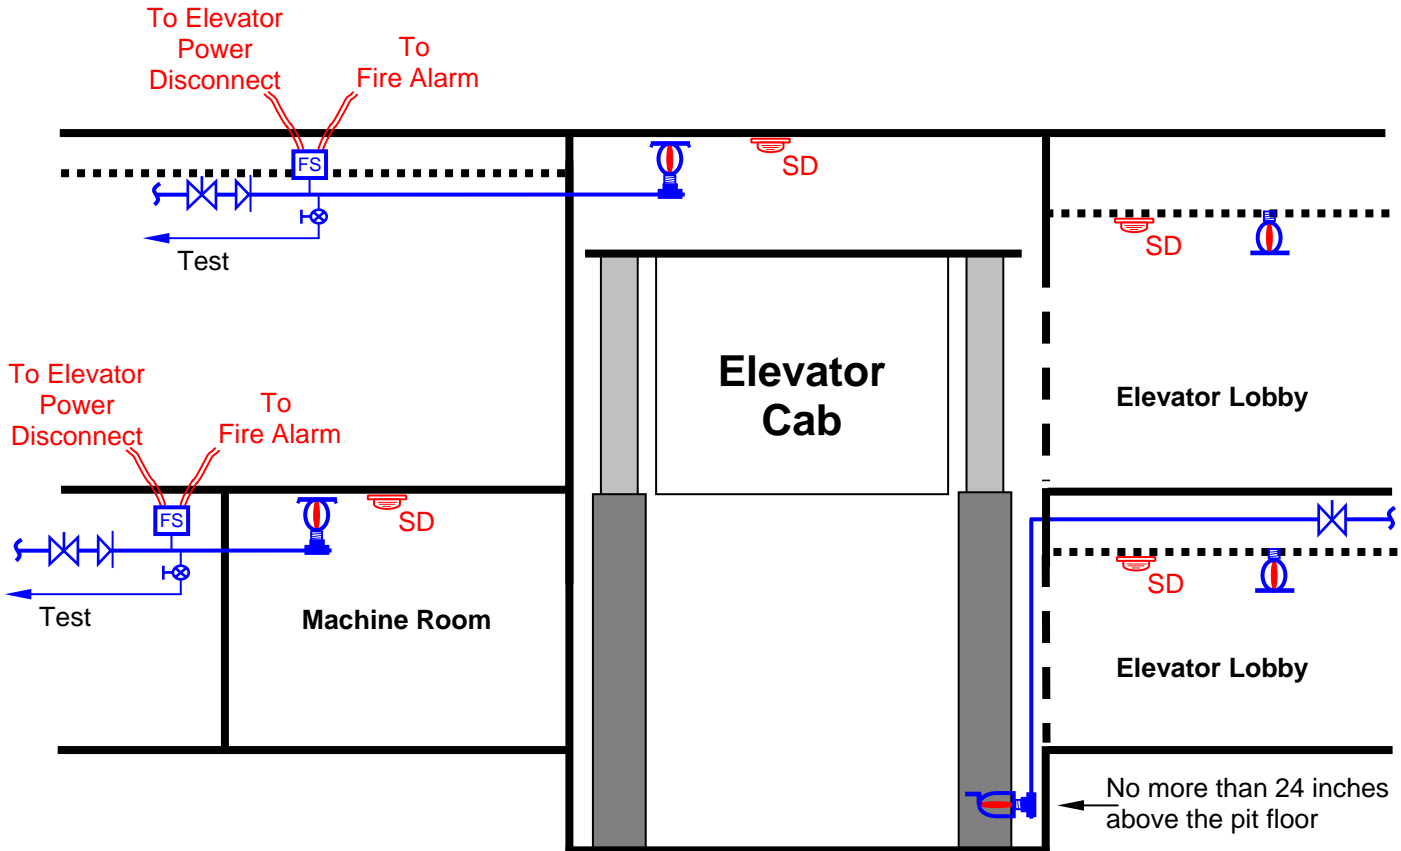 To Elevator
Power
Disconnect
To
Fire Alarm
FS
SD
Test
SD
Elevator
Cab
Elevator Lobby
To Elevator
Power
Disconnect
To
Fire Alarm
FS
SD
Test
Machine Room
SD
Elevator Lobby
No more than 24 inches
above the pit floor